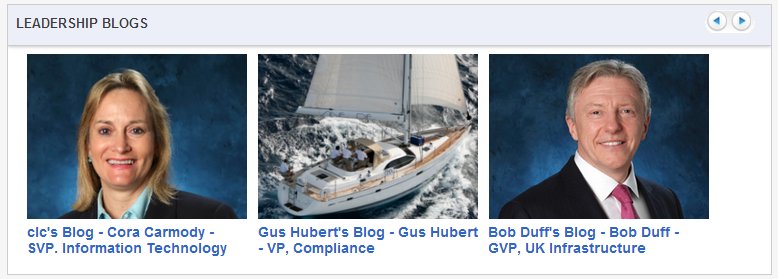 LEADERSHIP BLOGS
clc's Blog - Cora Carmody -
SVP. Information Technology
Gus Hubert's Blog - Gus Hubert
- VP, Compliance
Bob Duff's Blog - Bob Duff -
GVP, UK Infrastructure